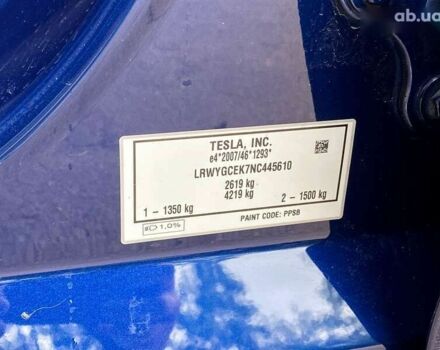 ab.ua
TESLA, INC.
e4*2007/46*1293*
LRWYGCEK7NC445610
2619 kg
4219 kg
1 - 1350 kg 2 - 1500 kg
1,0%
PAINT CODE: PPSB